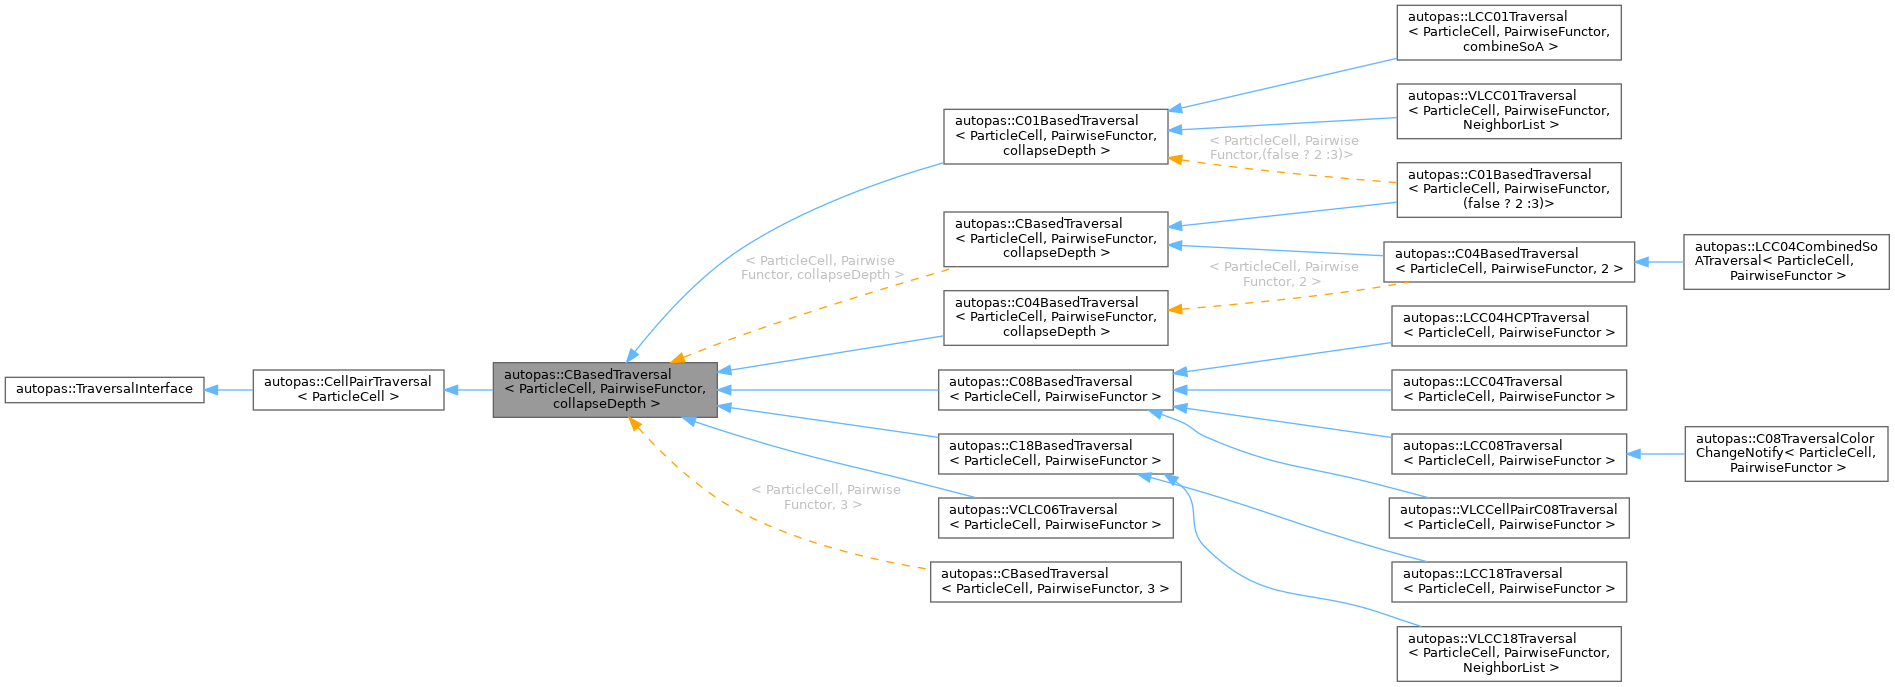 autopas::TraversalInterface
autopas::CellPairTraversal
< ParticleCell >
autopas::CBasedTraversal
< ParticleCell, PairwiseFunctor,
collapseDepth >
autopas::C01BasedTraversal
< ParticleCell, PairwiseFunctor,
collapseDepth >
autopas::CBasedTraversal
< ParticleCell, PairwiseFunctor,
collapseDepth >
< ParticleCell, Pairwise
Functor, collapseDepth >
autopas::C04BasedTraversal
< ParticleCell, PairwiseFunctor,
collapseDepth >
autopas::C08BasedTraversal
< ParticleCell, PairwiseFunctor >
autopas::C18BasedTraversal
< ParticleCell, PairwiseFunctor >
autopas::VCLC06Traversal
< ParticleCell, PairwiseFunctor >
autopas::CBasedTraversal
< ParticleCell, PairwiseFunctor, 3 >
< ParticleCell, Pairwise
Functor, 3 >
autopas::LCC01Traversal
< ParticleCell, PairwiseFunctor,
combineSoA >
autopas::VLCC01Traversal
< ParticleCell, PairwiseFunctor,
NeighborList >
autopas::C01BasedTraversal
< ParticleCell, PairwiseFunctor,
(false ? 2 :3)>
< ParticleCell, Pairwise
Functor,(false ? 2 :3)>
autopas::C04BasedTraversal
< ParticleCell, PairwiseFunctor, 2 >
< ParticleCell, Pairwise
Functor, 2 >
autopas::LCC04CombinedSo
ATraversal< ParticleCell,
PairwiseFunctor >
autopas::LCC04HCPTraversal
< ParticleCell, PairwiseFunctor >
autopas::LCC04Traversal
< ParticleCell, PairwiseFunctor >
autopas::LCC08Traversal
< ParticleCell, PairwiseFunctor >
autopas::C08TraversalColor
ChangeNotify< ParticleCell,
PairwiseFunctor >
autopas::VLCCellPairC08Traversal
< ParticleCell, PairwiseFunctor >
autopas::LCC18Traversal
< ParticleCell, PairwiseFunctor >
autopas::VLCC18Traversal
< ParticleCell, PairwiseFunctor,
NeighborList >